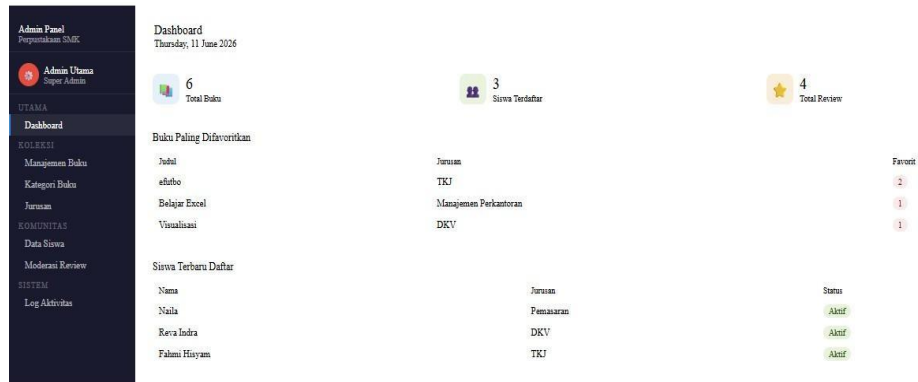 Admin Panel
Perpustakaan SMK
Admin Utama
Super Admin
UTAMA
Dashboard
KOLEKSI
Manajemen Buku
Kategori Buku
Jurusan
KOMUNITAS
Data Siswa
Moderasi Review
SISTEM
Log Aktivitas
Dashboard
Thursday, 11 June 2026
6
Total Buku
3
Siswa Terdaftar
4
Total Review
Buku Paling Difavoritkan
Judul Jurusan Favorit
efutbo TKJ 2
Belajar Excel Manajemen Perkantoran 1
Visualisasi DKV 1
Siswa Terbaru Daftar
Nama Jurusan Status
Naila Pemasaran Aktif
Reva Indra DKV Aktif
Fahmi Hisyam TKJ Aktif